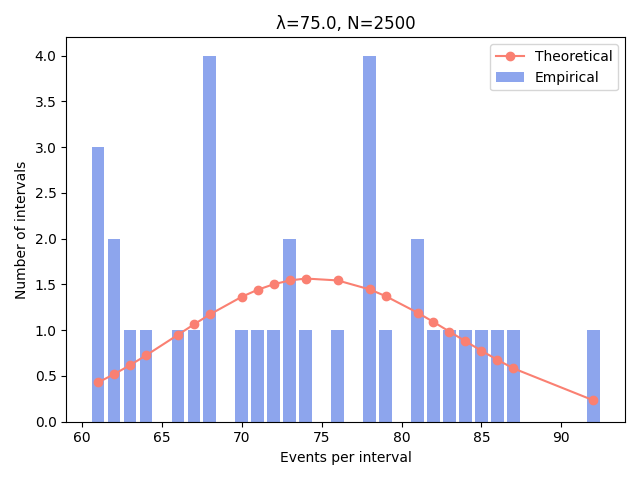 λ=75.0, N=2500
Theoretical
Empirical
Number of intervals
4.0
3.5
3.0
2.5
2.0
1.5
1.0
0.5
0.0
60 65 70 75 80 85 90
Events per interval